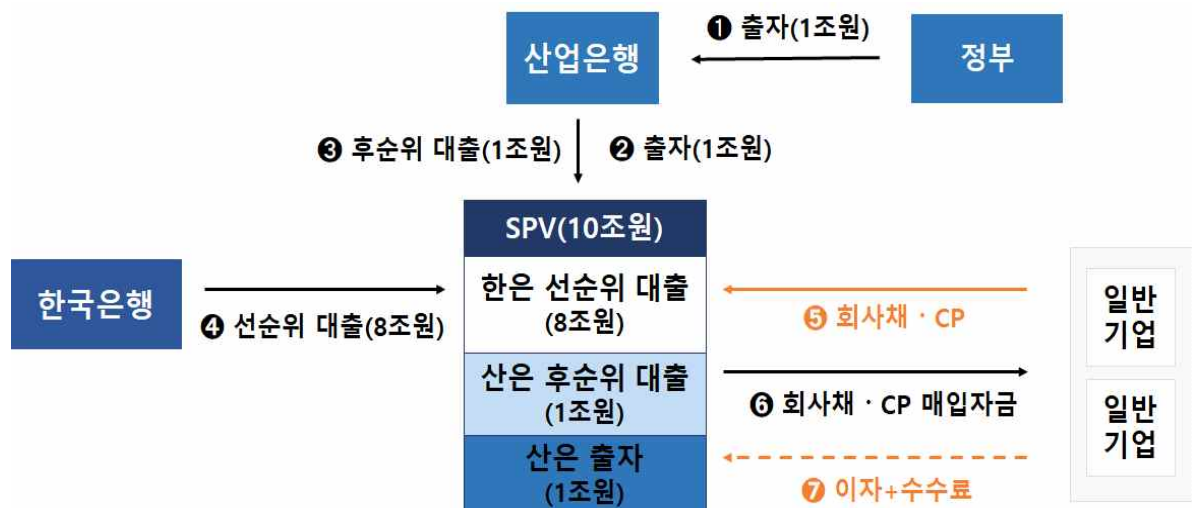 ❶ 출자(1조원)
산업은행
정부
❸ 후순위 대출(1조원)
❷ 출자(1조원)
SPV(10조원)
한국은행
❹ 선순위 대출(8조원)
한은 선순위 대출
(8조원)
산은 후순위 대출
(1조원)
산은 출자
(1조원)
❺ 회사채 · CP
❻ 회사채 · CP 매입자금
❼ 이자+수수료
일반
기업
일반
기업